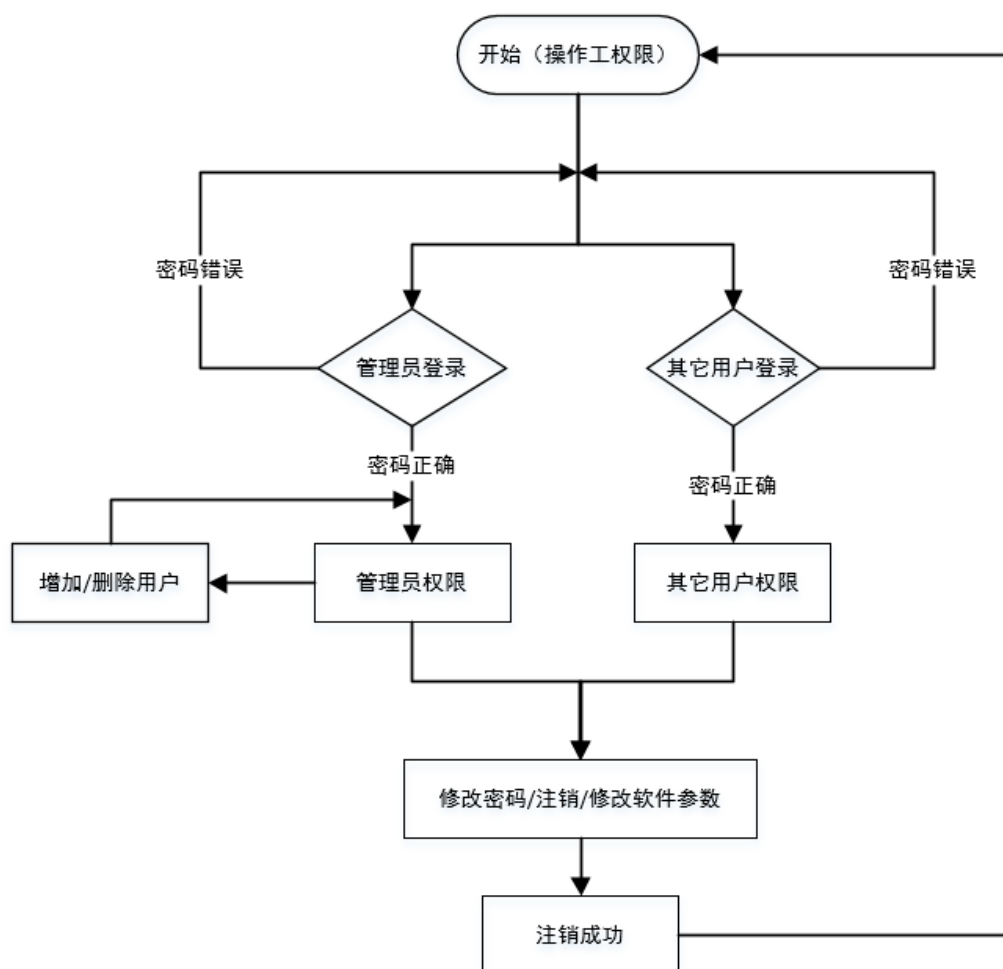 开始（操作工权限）
密码错误
密码错误
管理员登录
其它用户登录
密码正确
密码正确
增加/删除用户
管理员权限
其它用户权限
修改密码/注销/修改软件参数
注销成功